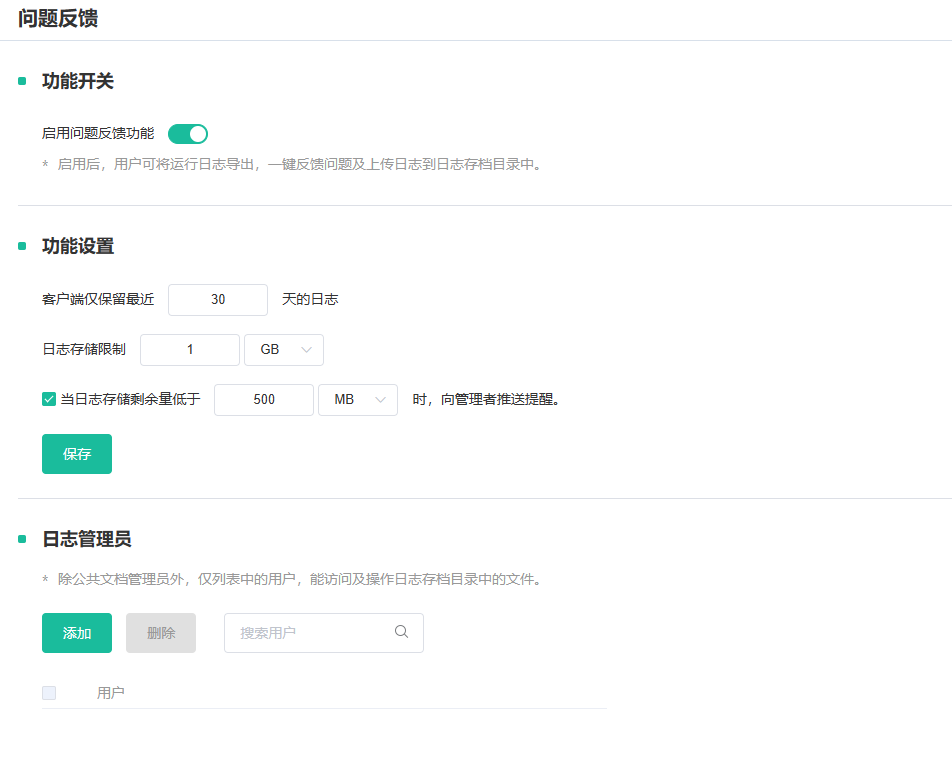 问题反馈
功能开关
启用问题反馈功能
* 启用后，用户可将运行日志导出，一键反馈问题及上传日志到日志存档目录中。
功能设置
客户端仅保留最近 30 天的日志
日志存储限制 1 GB
当日志存储剩余量低于 500 MB 时，向管理者推送提醒。
保存
日志管理员
* 除公共文档管理员外，仅列表中的用户，能访问及操作日志存档目录中的文件。
添加 删除 搜索用户
用户